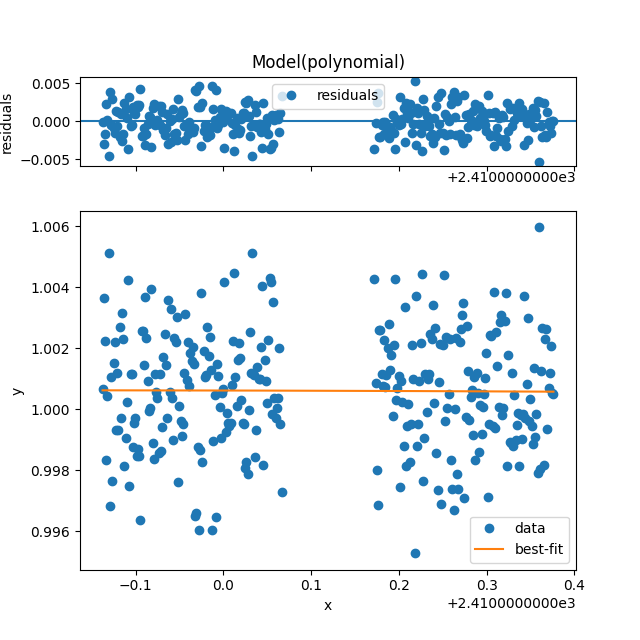 Model(polynomial)
residuals
0.005
0.000
−0.005
residuals
+2.4100000000e3
y
1.006
1.004
1.002
1.000
0.998
0.996
data
best-fit
−0.1
0.0
0.1
0.2
0.3
0.4
x
+2.4100000000e3